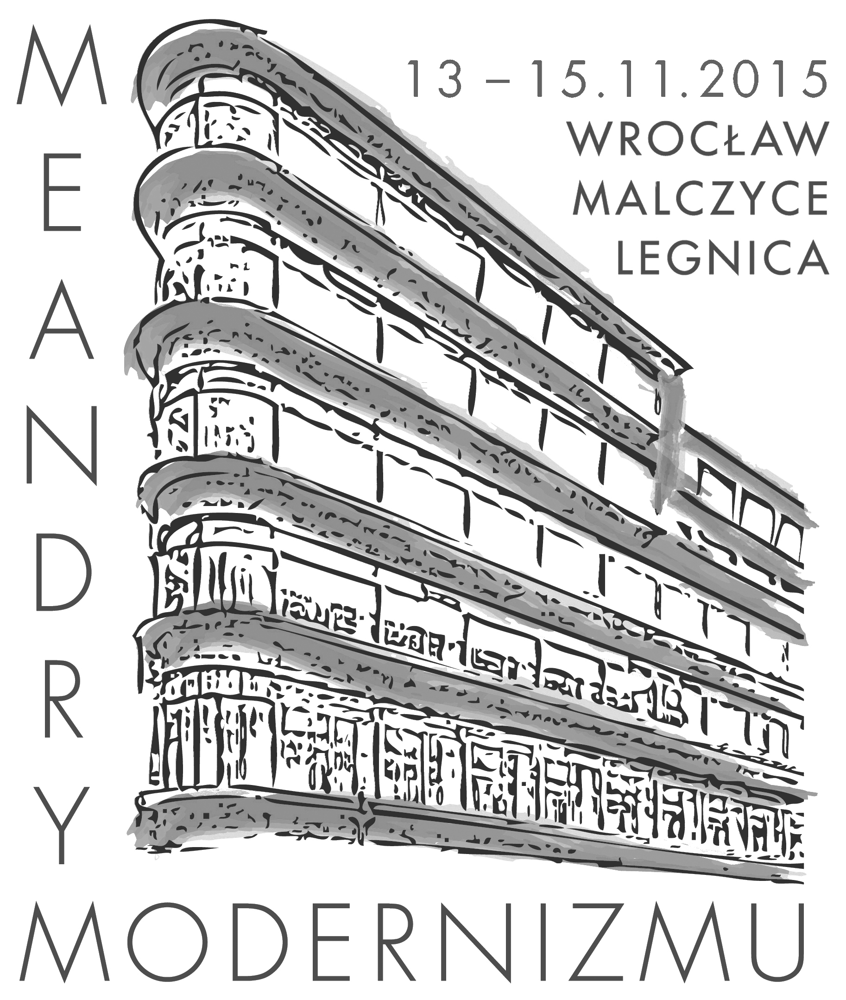 MEANDRY
MODERNIZMU
13 – 15.11.2015
WROCŁAW
MALCZYCE
LEGNICA